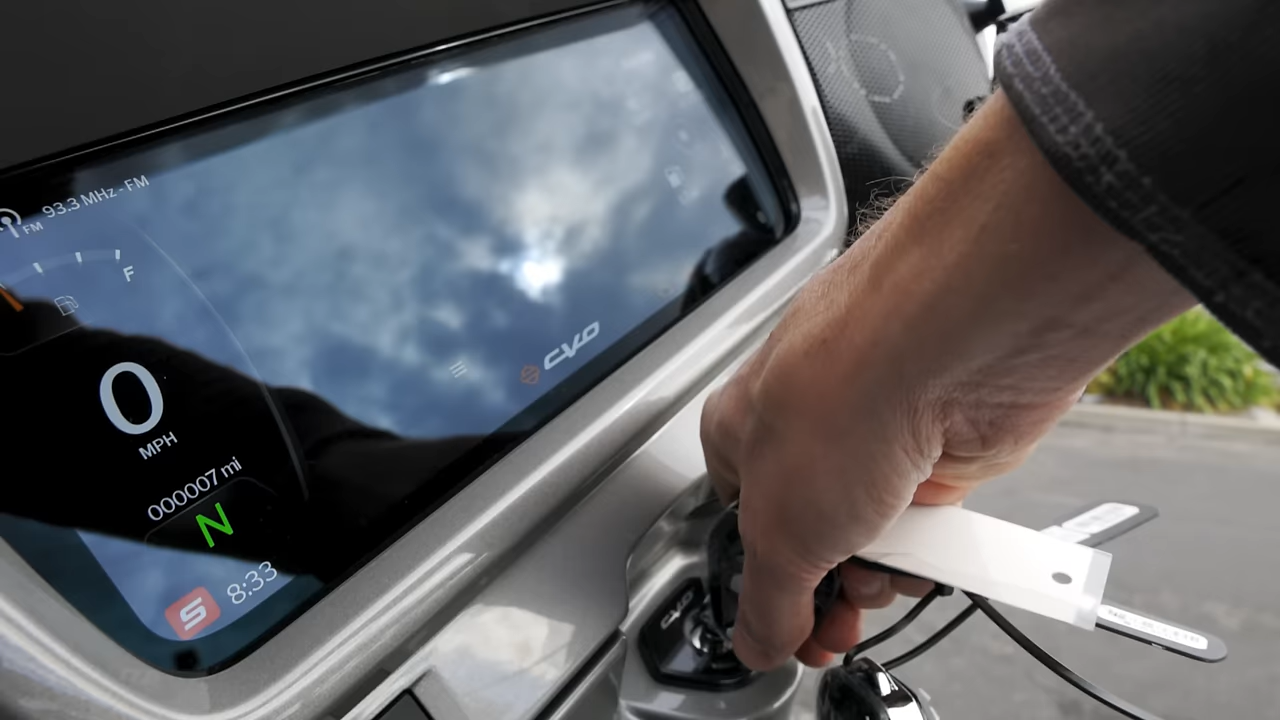 93.3 MHz - FM
FM
F
0
MPH
000007 mi
N
S
8:33
CVO
CVO